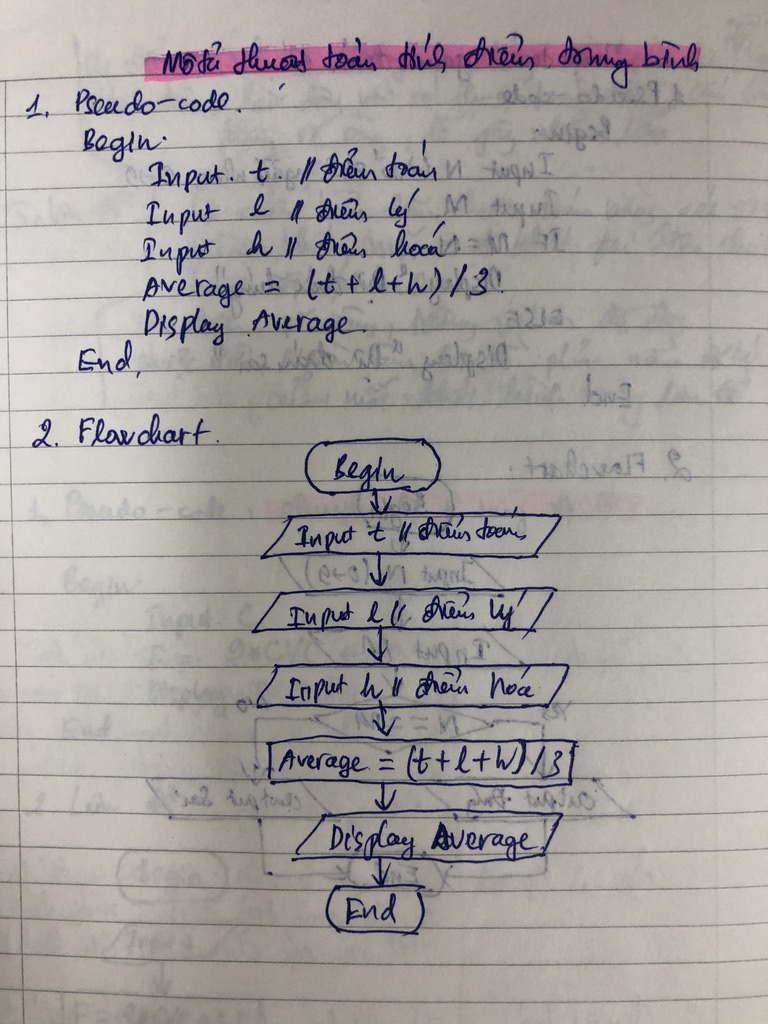 Mô tả thuật toán tính điểm trung bình
1. Pseudo-code.
Begin.
Input t. // điểm toán
Input l // điểm lý
Input h // điểm hoá
Average = (t + l + h) / 3
Display Average.
End.
2. Flowchart.
Begin
Input t // điểm toán
Input l // điểm lý
Input h // điểm hoá
Average = (t + l + h) / 3
Display Average
End